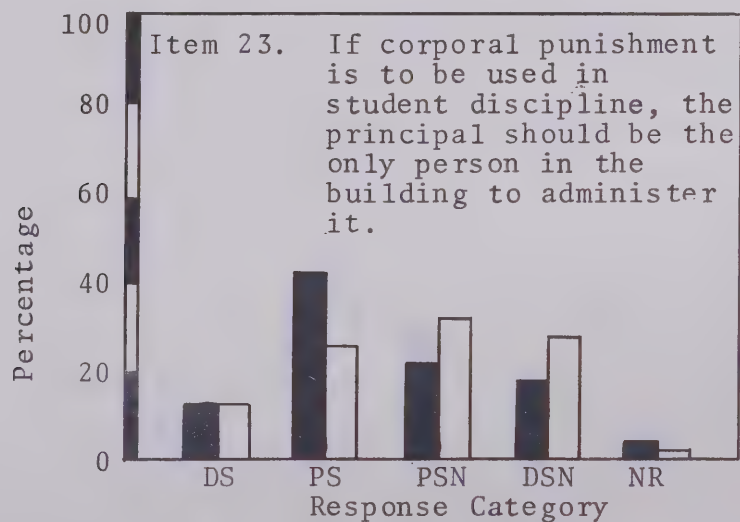 Item 23. If corporal punishment
is to be used in
student discipline, the
principal should be the
only person in the
building to administer
it.
Percentage
100
80
60
40
20
0
DS PS PSN DSN NR
Response Category